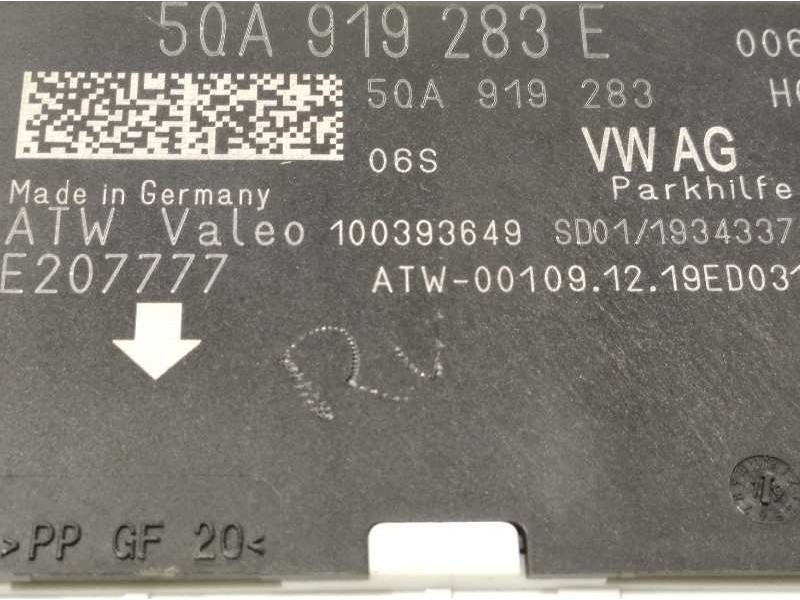 5QA 919 283 E 006
5QA 919 283 H
06S VW AG
Made in Germany Parkhilfe
ATW Valeo 100393649 SD01/1934337
E207777 ATW-00109.12.19ED031
>PP GF 20<